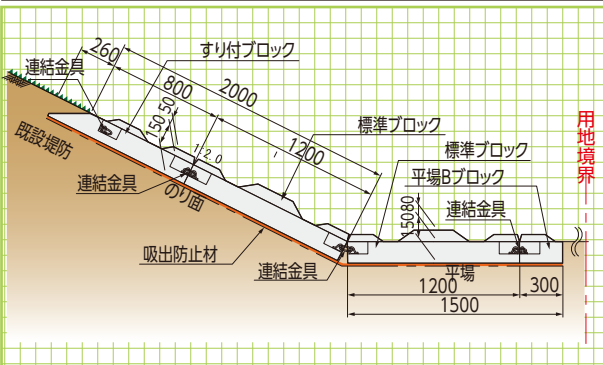 260
すり付ブロック
連結金具
800
2000
150
50
標準ブロック
用地境界
既設堤防
1:2.0
1200
標準ブロック
平場Bブロック
連結金具
のり面
150
80
連結金具
吸出防止材
連結金具
平場
1200
300
1500